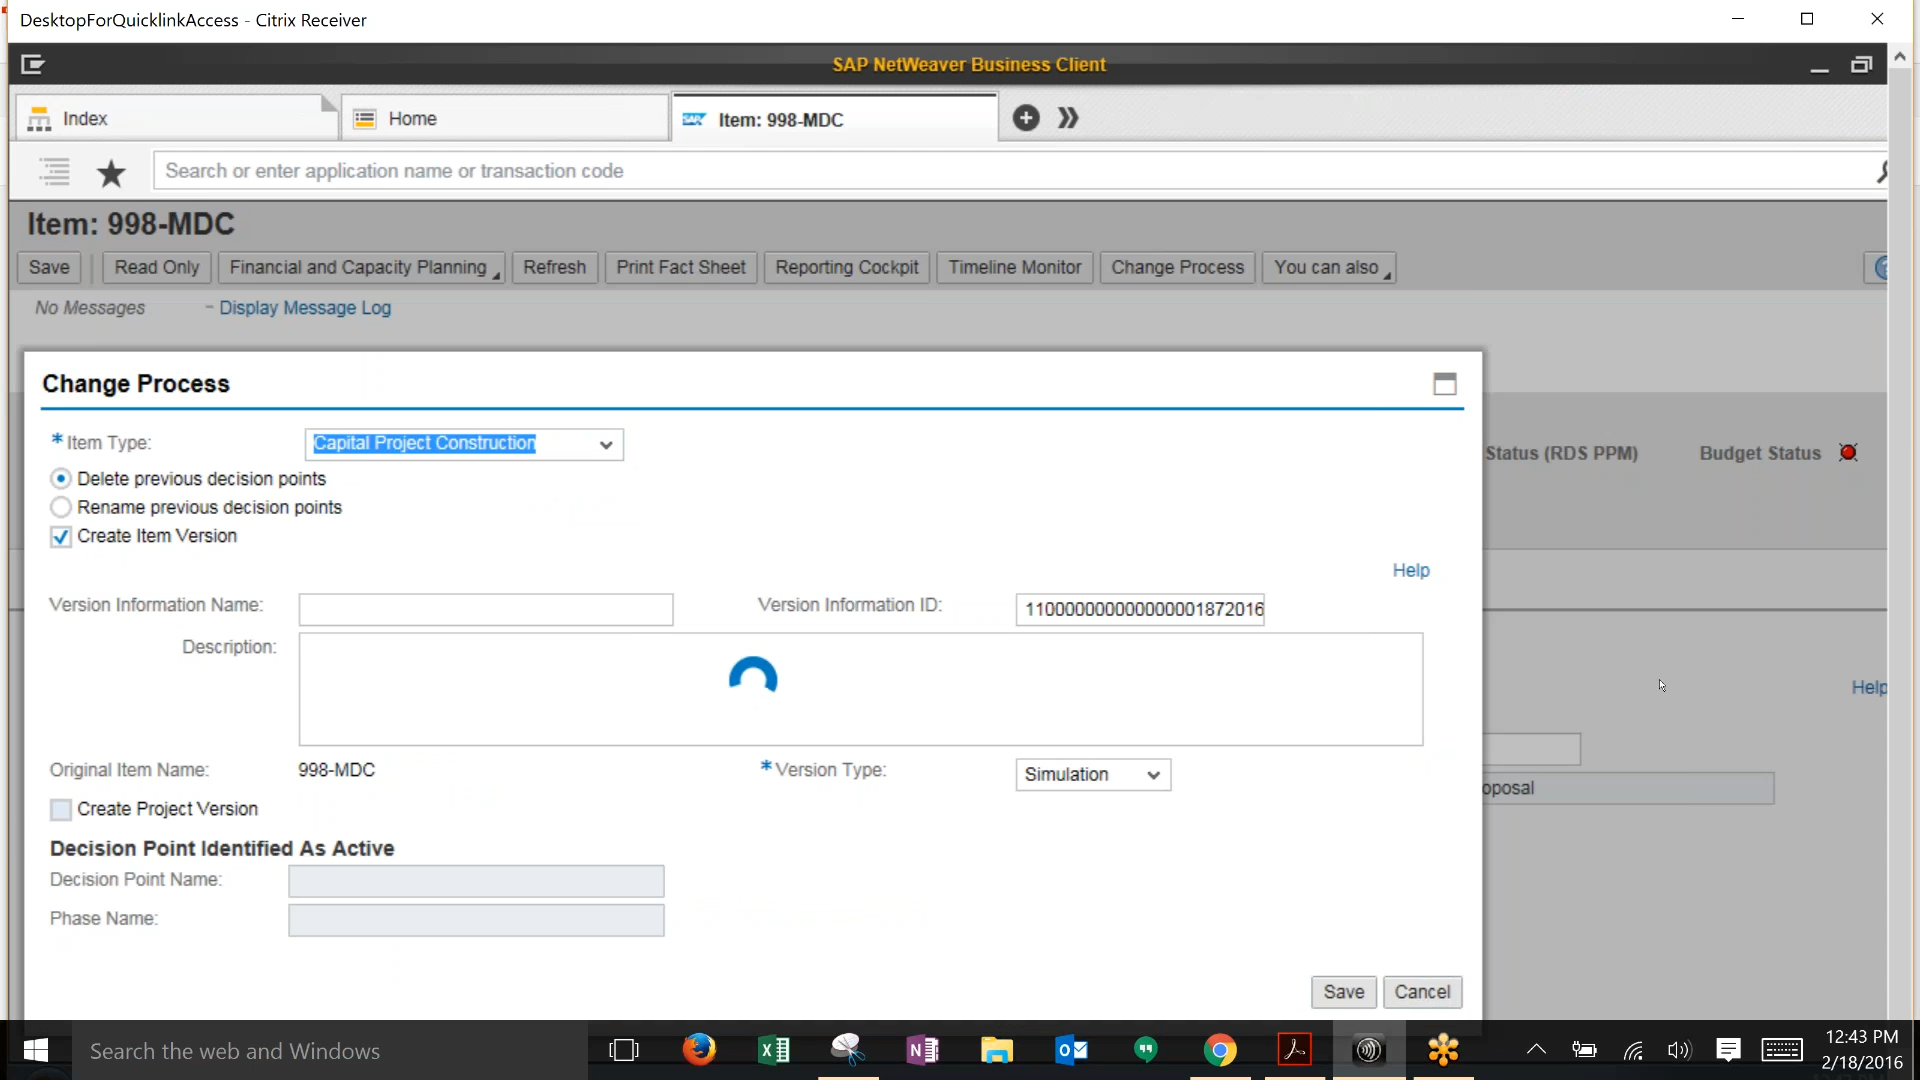 DesktopForQuicklinkAccess - Citrix Receiver
SAP NetWeaver Business Client
Index
Home
SAP Item: 998-MDC
Search or enter application name or transaction code
Item: 998-MDC
Save Read Only Financial and Capacity Planning Refresh Print Fact Sheet Reporting Cockpit Timeline Monitor Change Process You can also
No Messages - Display Message Log
Change Process
* Item Type: Capital Project Construction
Status (RDS PPM) Budget Status
Delete previous decision points
Rename previous decision points
Create Item Version
Help
Version Information Name: Version Information ID: 11000000000000001872016
Description:
Help
Original Item Name: 998-MDC * Version Type: Simulation
oposal
Create Project Version
Decision Point Identified As Active
Decision Point Name:
Phase Name:
Save Cancel
Search the web and Windows
12:43 PM
2/18/2016